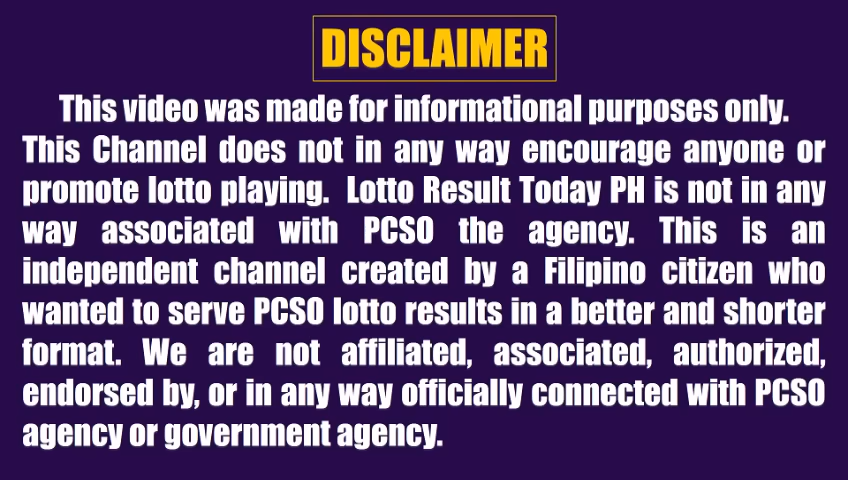 DISCLAIMER
This video was made for informational purposes only.
This Channel does not in any way encourage anyone or
promote lotto playing. Lotto Result Today PH is not in any
way associated with PCSO the agency. This is an
independent channel created by a Filipino citizen who
wanted to serve PCSO lotto results in a better and shorter
format. We are not affiliated, associated, authorized,
endorsed by, or in any way officially connected with PCSO
agency or government agency.